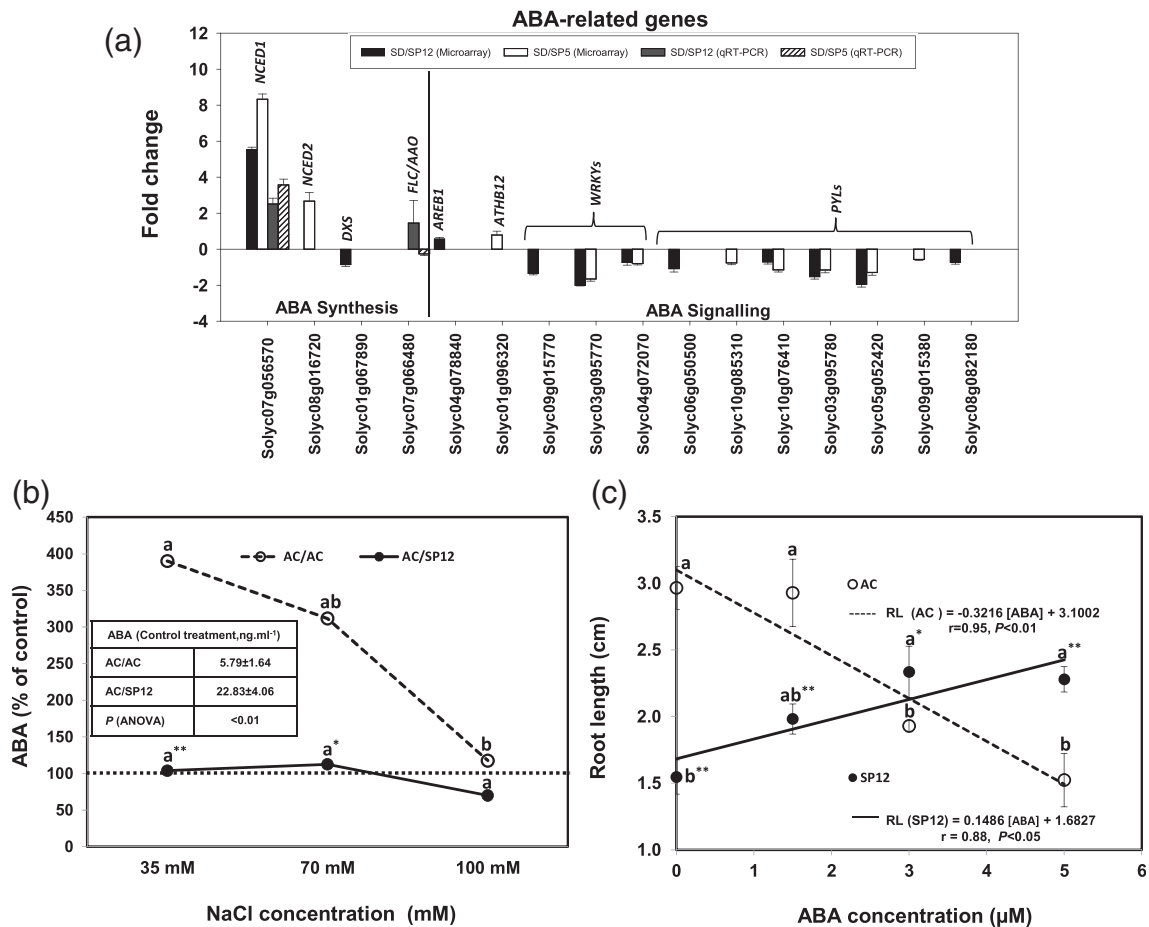 (a)
ABA-related genes
SD/SP12 (Microarray) SD/SP5 (Microarray) SD/SP12 (qRT-PCR) SD/SP5 (qRT-PCR)
Fold change
12
10
8
6
4
2
0
-2
-4
NCED1
NCED2
DXS
FLC/AAO
AREB1
ATHB12
WRKYs
PYLs
ABA Synthesis
ABA Signalling
Solyc07g056570
Solyc08g016720
Solyc01g067890
Solyc07g066480
Solyc04g078840
Solyc01g096320
Solyc09g015770
Solyc03g095770
Solyc04g072070
Solyc06g050500
Solyc10g085310
Solyc10g076410
Solyc03g095780
Solyc05g052420
Solyc09g015380
Solyc08g082180
(b)
ABA (% of control)
450
400
350
300
250
200
150
100
50
0
AC/AC AC/SP12
a
ab
b
a**
a*
a
ABA (Control treatment,ng.ml-1)
AC/AC 5.79±1.64
AC/SP12 22.83±4.06
P (ANOVA) <0.01
35 mM 70 mM 100 mM
NaCl concentration (mM)
(c)
Root length (cm)
3.5
3.0
2.5
2.0
1.5
1.0
a
a
b
b
b**
ab**
a*
a**
AC
RL (AC ) = -0.3216 [ABA] + 3.1002
r=0.95, P<0.01
SP12
RL (SP12) = 0.1486 [ABA] + 1.6827
r = 0.88, P<0.05
0 1 2 3 4 5 6
ABA concentration (µM)